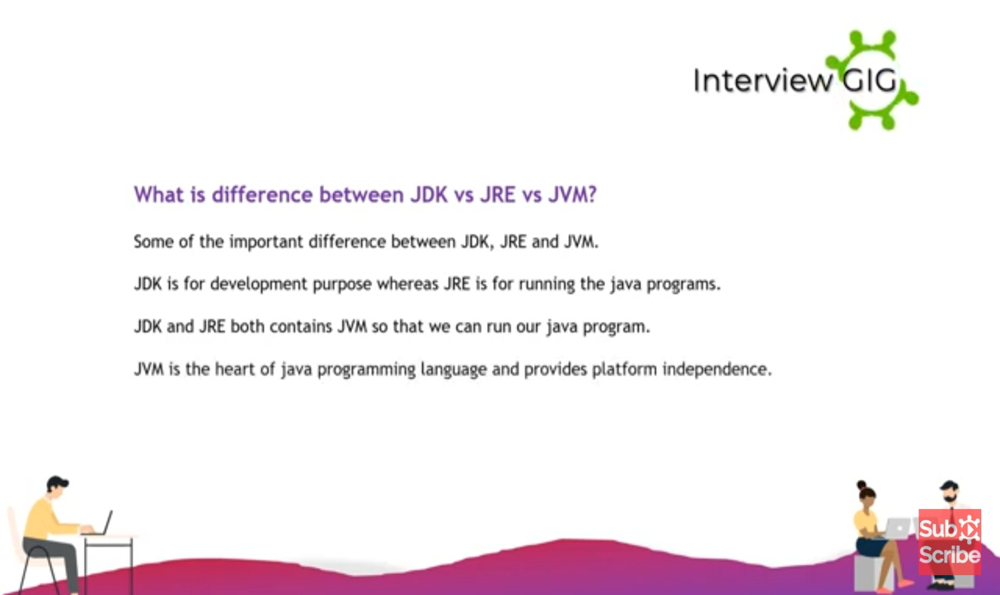 Interview GIG
What is difference between JDK vs JRE vs JVM?
Some of the important difference between JDK, JRE and JVM.
JDK is for development purpose whereas JRE is for running the java programs.
JDK and JRE both contains JVM so that we can run our java program.
JVM is the heart of java programming language and provides platform independence.
Sub
Scribe